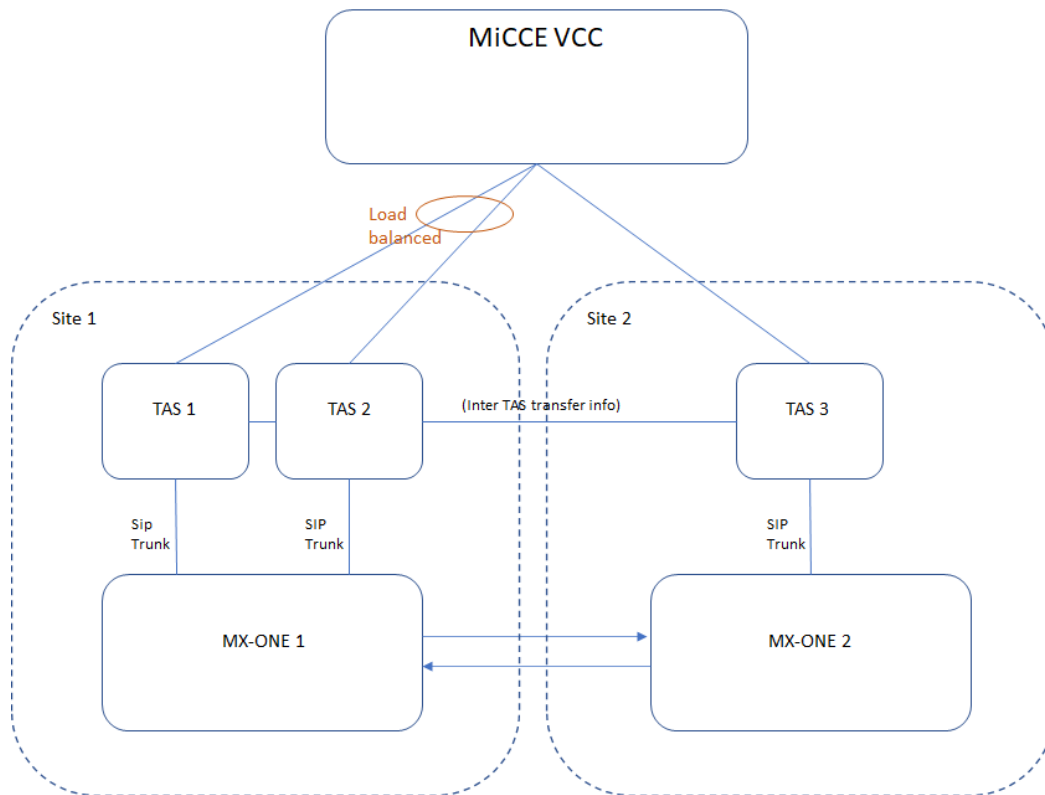 MiCCE VCC
Load
balanced
Site 1
Site 2
TAS 1
TAS 2
(Inter TAS transfer info)
TAS 3
Sip
Trunk
SIP
Trunk
SIP
Trunk
MX-ONE 1
MX-ONE 2